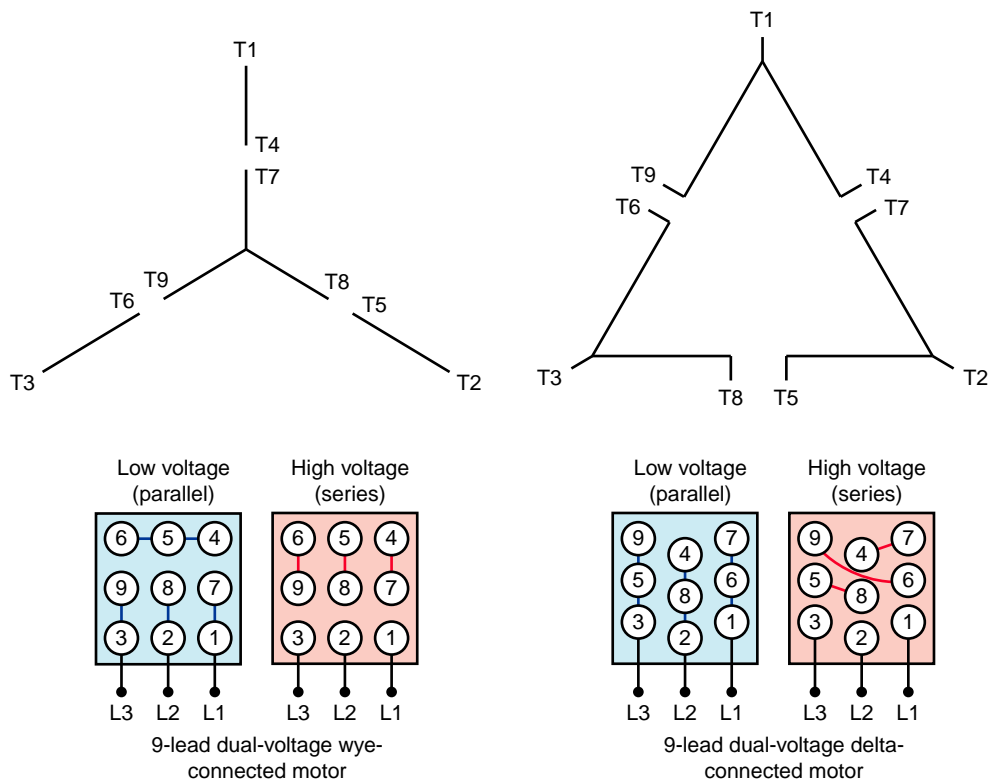 T1
T4
T7
T9
T8
T6
T5
T3
T2
T1
T9
T4
T6
T7
T3
T8
T5
T2
Low voltage
(parallel)
6 5 4
9 8 7
3 2 1
L3 L2 L1
High voltage
(series)
6 5 4
9 8 7
3 2 1
L3 L2 L1
9-lead dual-voltage wye-
connected motor
Low voltage
(parallel)
9 4 7
5 8 6
3 2 1
L3 L2 L1
High voltage
(series)
9 4 7
5 8 6
3 2 1
L3 L2 L1
9-lead dual-voltage delta-
connected motor